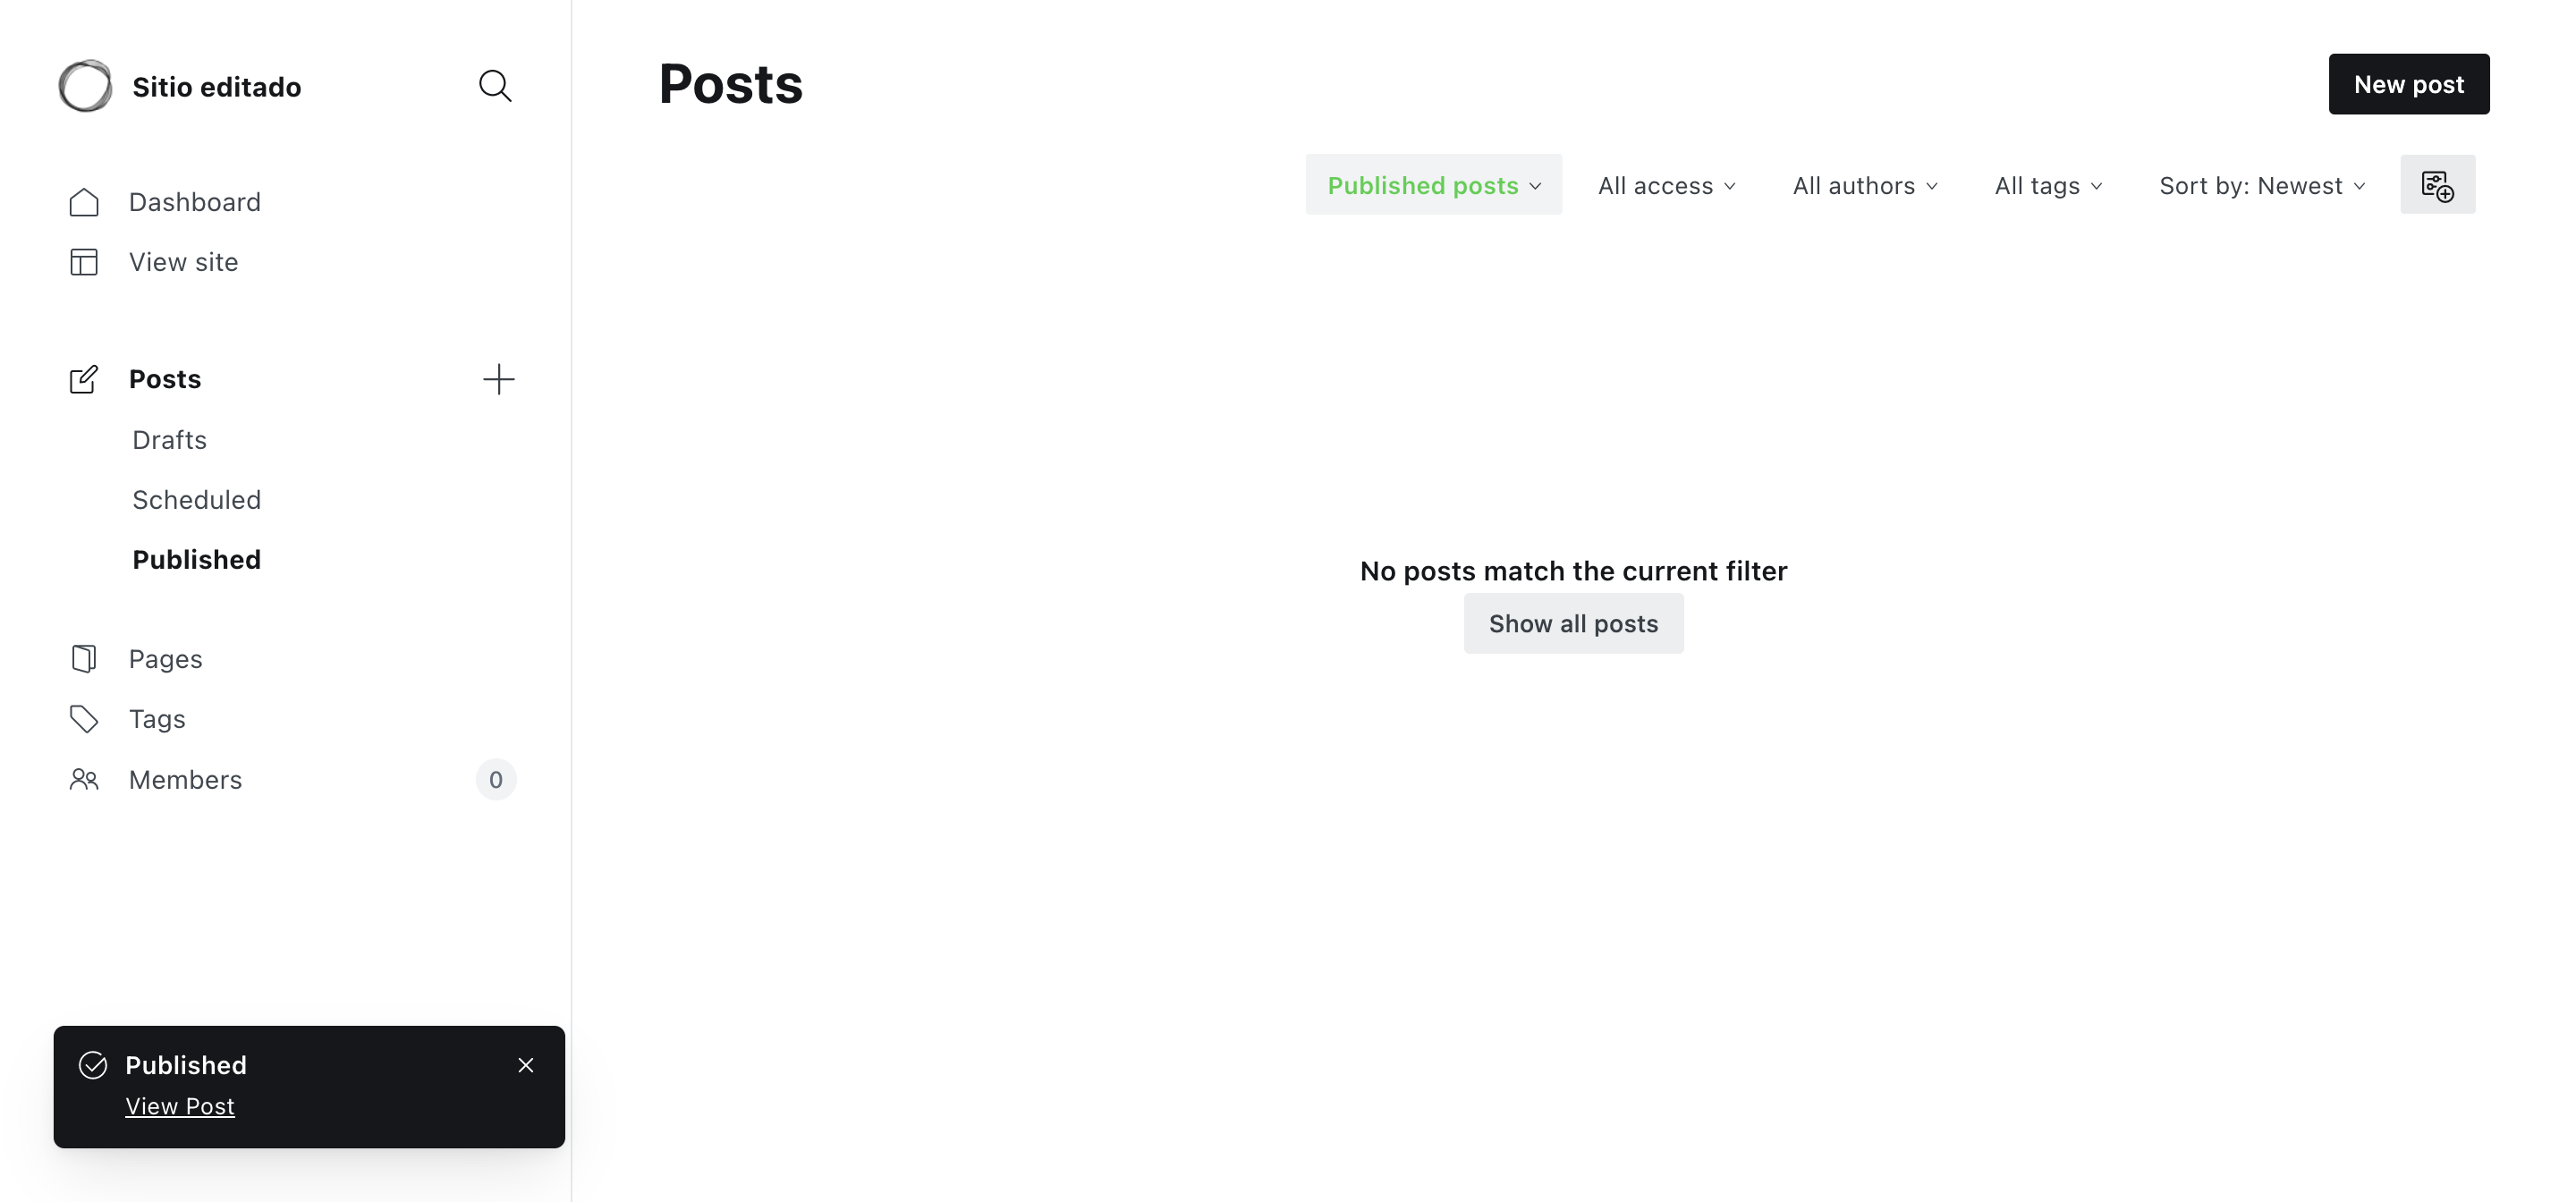 Sitio editado
Dashboard
View site
Posts
Drafts
Scheduled
Published
Pages
Tags
Members 0
Published
View Post
Posts
New post
Published posts All access All authors All tags Sort by: Newest
No posts match the current filter
Show all posts